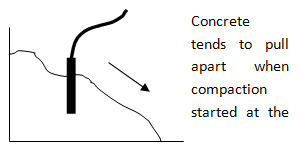 Concrete
tends to pull
apart when
compaction
started at the